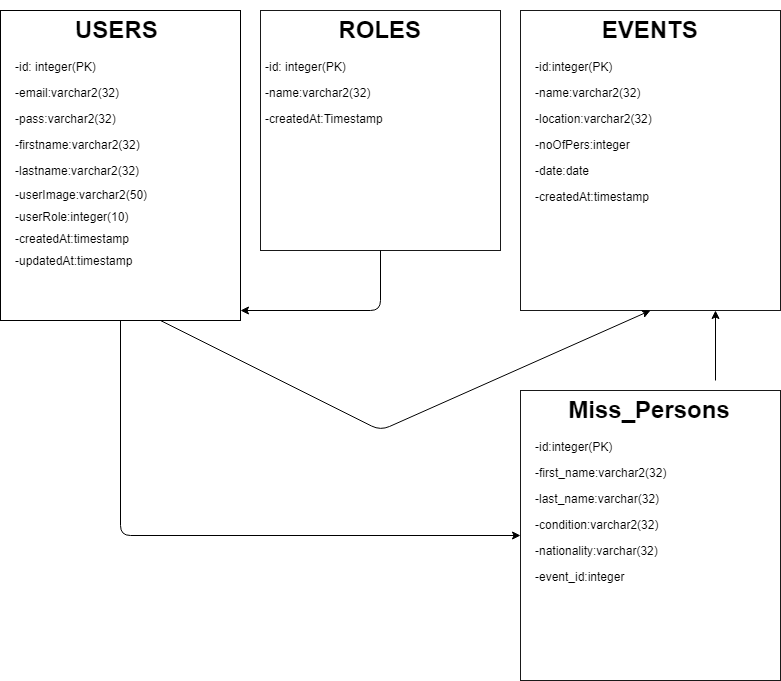 USERS
-id: integer(PK)
-email:varchar2(32)
-pass:varchar2(32)
-firstname:varchar2(32)
-lastname:varchar2(32)
-userImage:varchar2(50)
-userRole:integer(10)
-createdAt:timestamp
-updatedAt:timestamp
ROLES
-id: integer(PK)
-name:varchar2(32)
-createdAt:Timestamp
EVENTS
-id:integer(PK)
-name:varchar2(32)
-location:varchar2(32)
-noOfPers:integer
-date:date
-createdAt:timestamp
Miss_Persons
-id:integer(PK)
-first_name:varchar2(32)
-last_name:varchar(32)
-condition:varchar2(32)
-nationality:varchar(32)
-event_id:integer